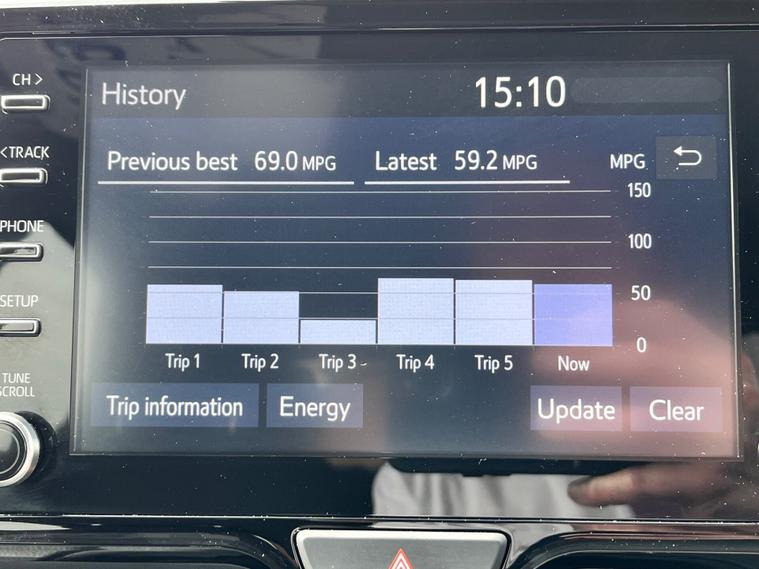 CH >
< TRACK
PHONE
SETUP
TUNE
SCROLL
History 15:10
Previous best 69.0 MPG Latest 59.2 MPG MPG
150
100
50
0
Trip 1 Trip 2 Trip 3 Trip 4 Trip 5 Now
Trip information Energy Update Clear